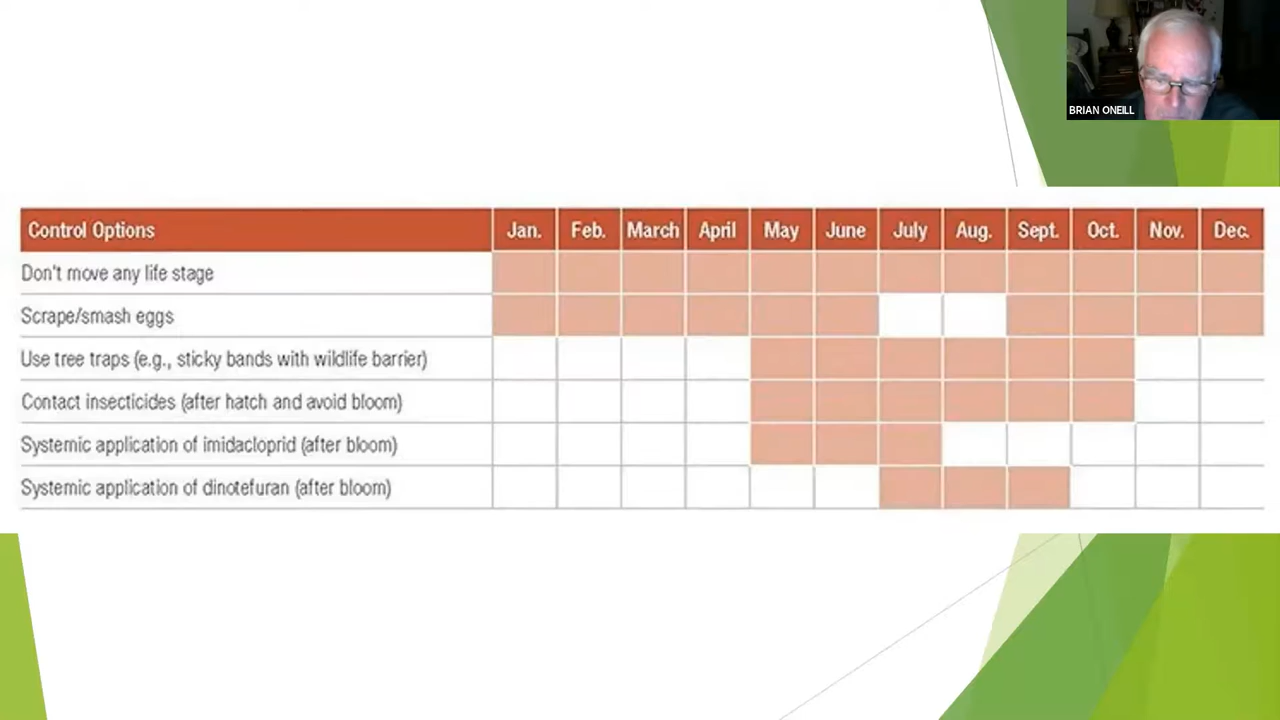 BRIAN ONEILL
Control Options Jan. Feb. March April May June July Aug. Sept. Oct. Nov. Dec.
Don't move any life stage
Scrape/smash eggs
Use tree traps (e.g., sticky bands with wildlife barrier)
Contact insecticides (after hatch and avoid bloom)
Systemic application of imidacloprid (after bloom)
Systemic application of dinotefuran (after bloom)